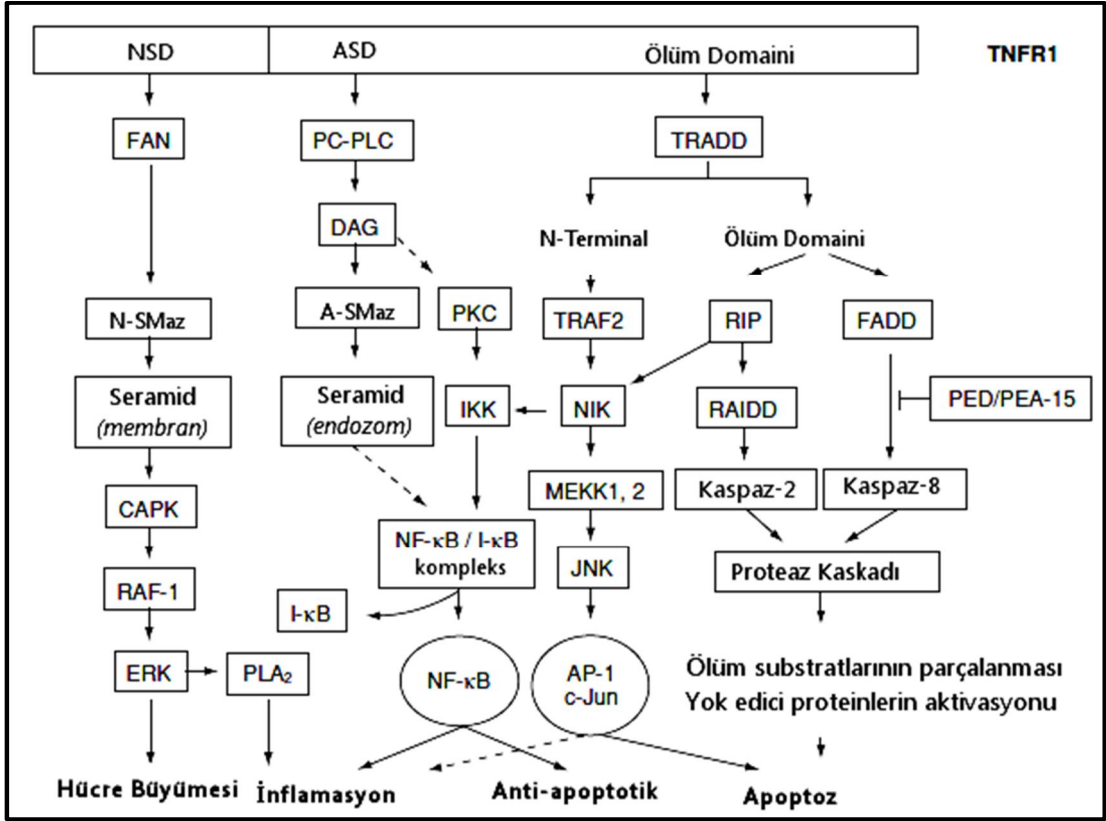 NSD ASD Ölüm Domaini TNFR1
FAN PC-PLC TRADD
DAG
N-Terminal Ölüm Domaini
N-SMaz A-SMaz PKC TRAF2 RIP FADD
Seramid
(membran)
Seramid
(endozom)
IKK NIK RAIDD PED/PEA-15
CAPK MEKK1, 2 Kaspaz-2 Kaspaz-8
NF-κB / I-κB
kompleks
RAF-1 JNK Proteaz Kaskadı
I-κB
ERK PLA₂ NF-κB
AP-1
c-Jun
Ölüm substratlarının parçalanması
Yok edici proteinlerin aktivasyonu
Hücre Büyümesi İnflamasyon Anti-apoptotik Apoptoz